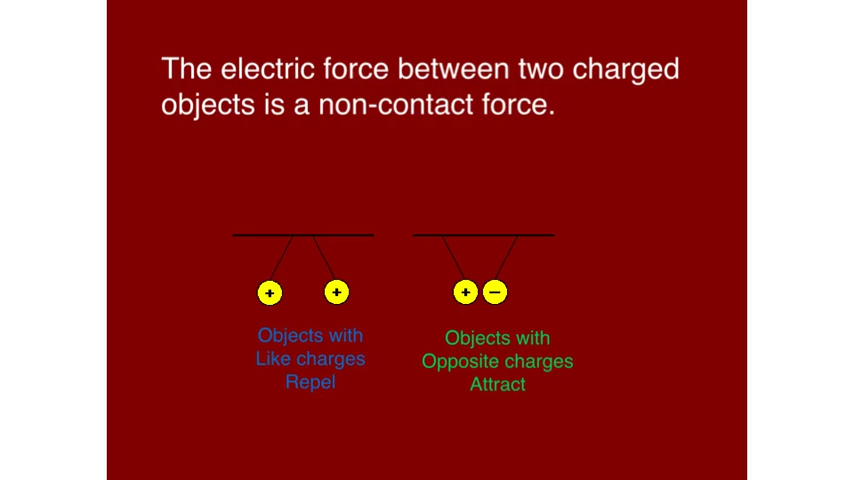 The electric force between two charged
objects is a non-contact force.
+ + + −
Objects with
Like charges
Repel
Objects with
Opposite charges
Attract